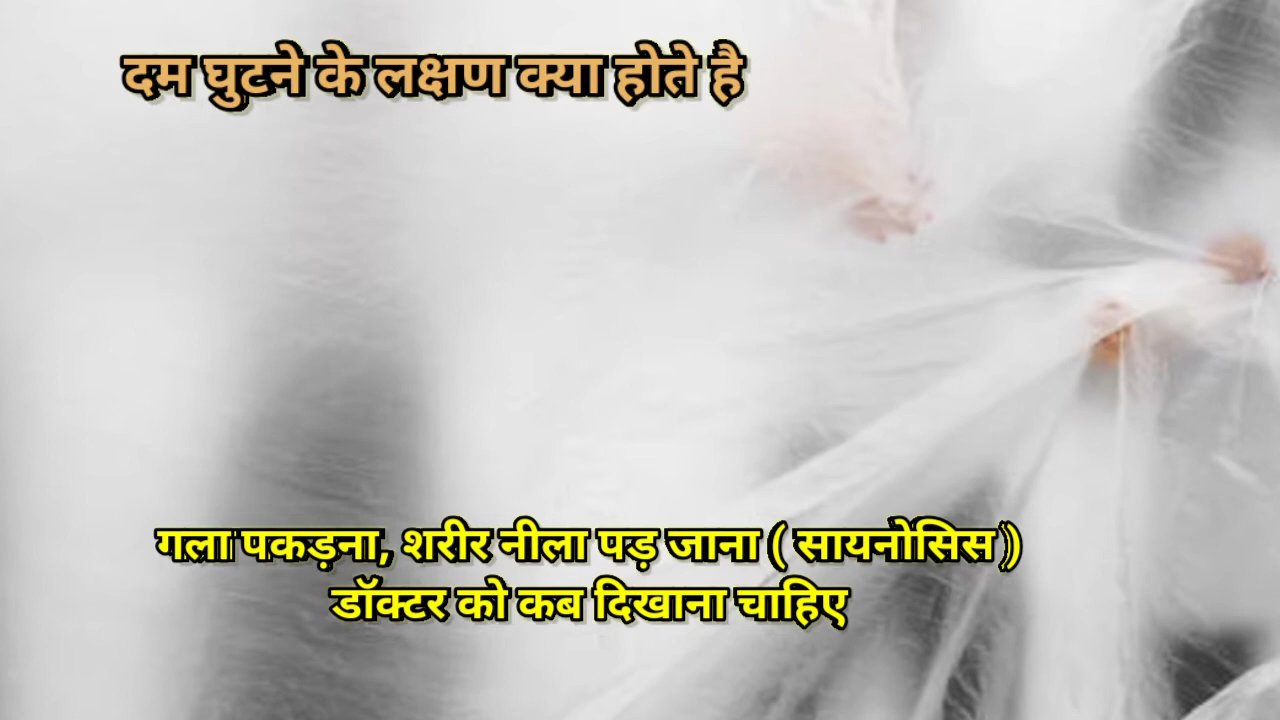 दम घुटने के लक्षण क्या होते है
गला पकड़ना, शरीर नीला पड़ जाना ( सायनोसिस )
डॉक्टर को कब दिखाना चाहिए